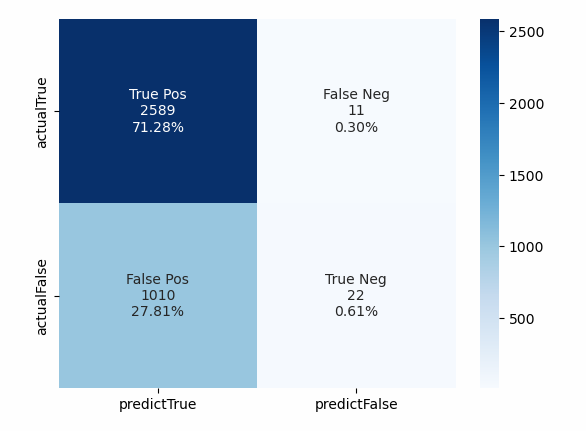 True Pos
2589
71.28%
False Neg
11
0.30%
False Pos
1010
27.81%
True Neg
22
0.61%
actualTrue
actualFalse
predictTrue
predictFalse
2500
2000
1500
1000
500